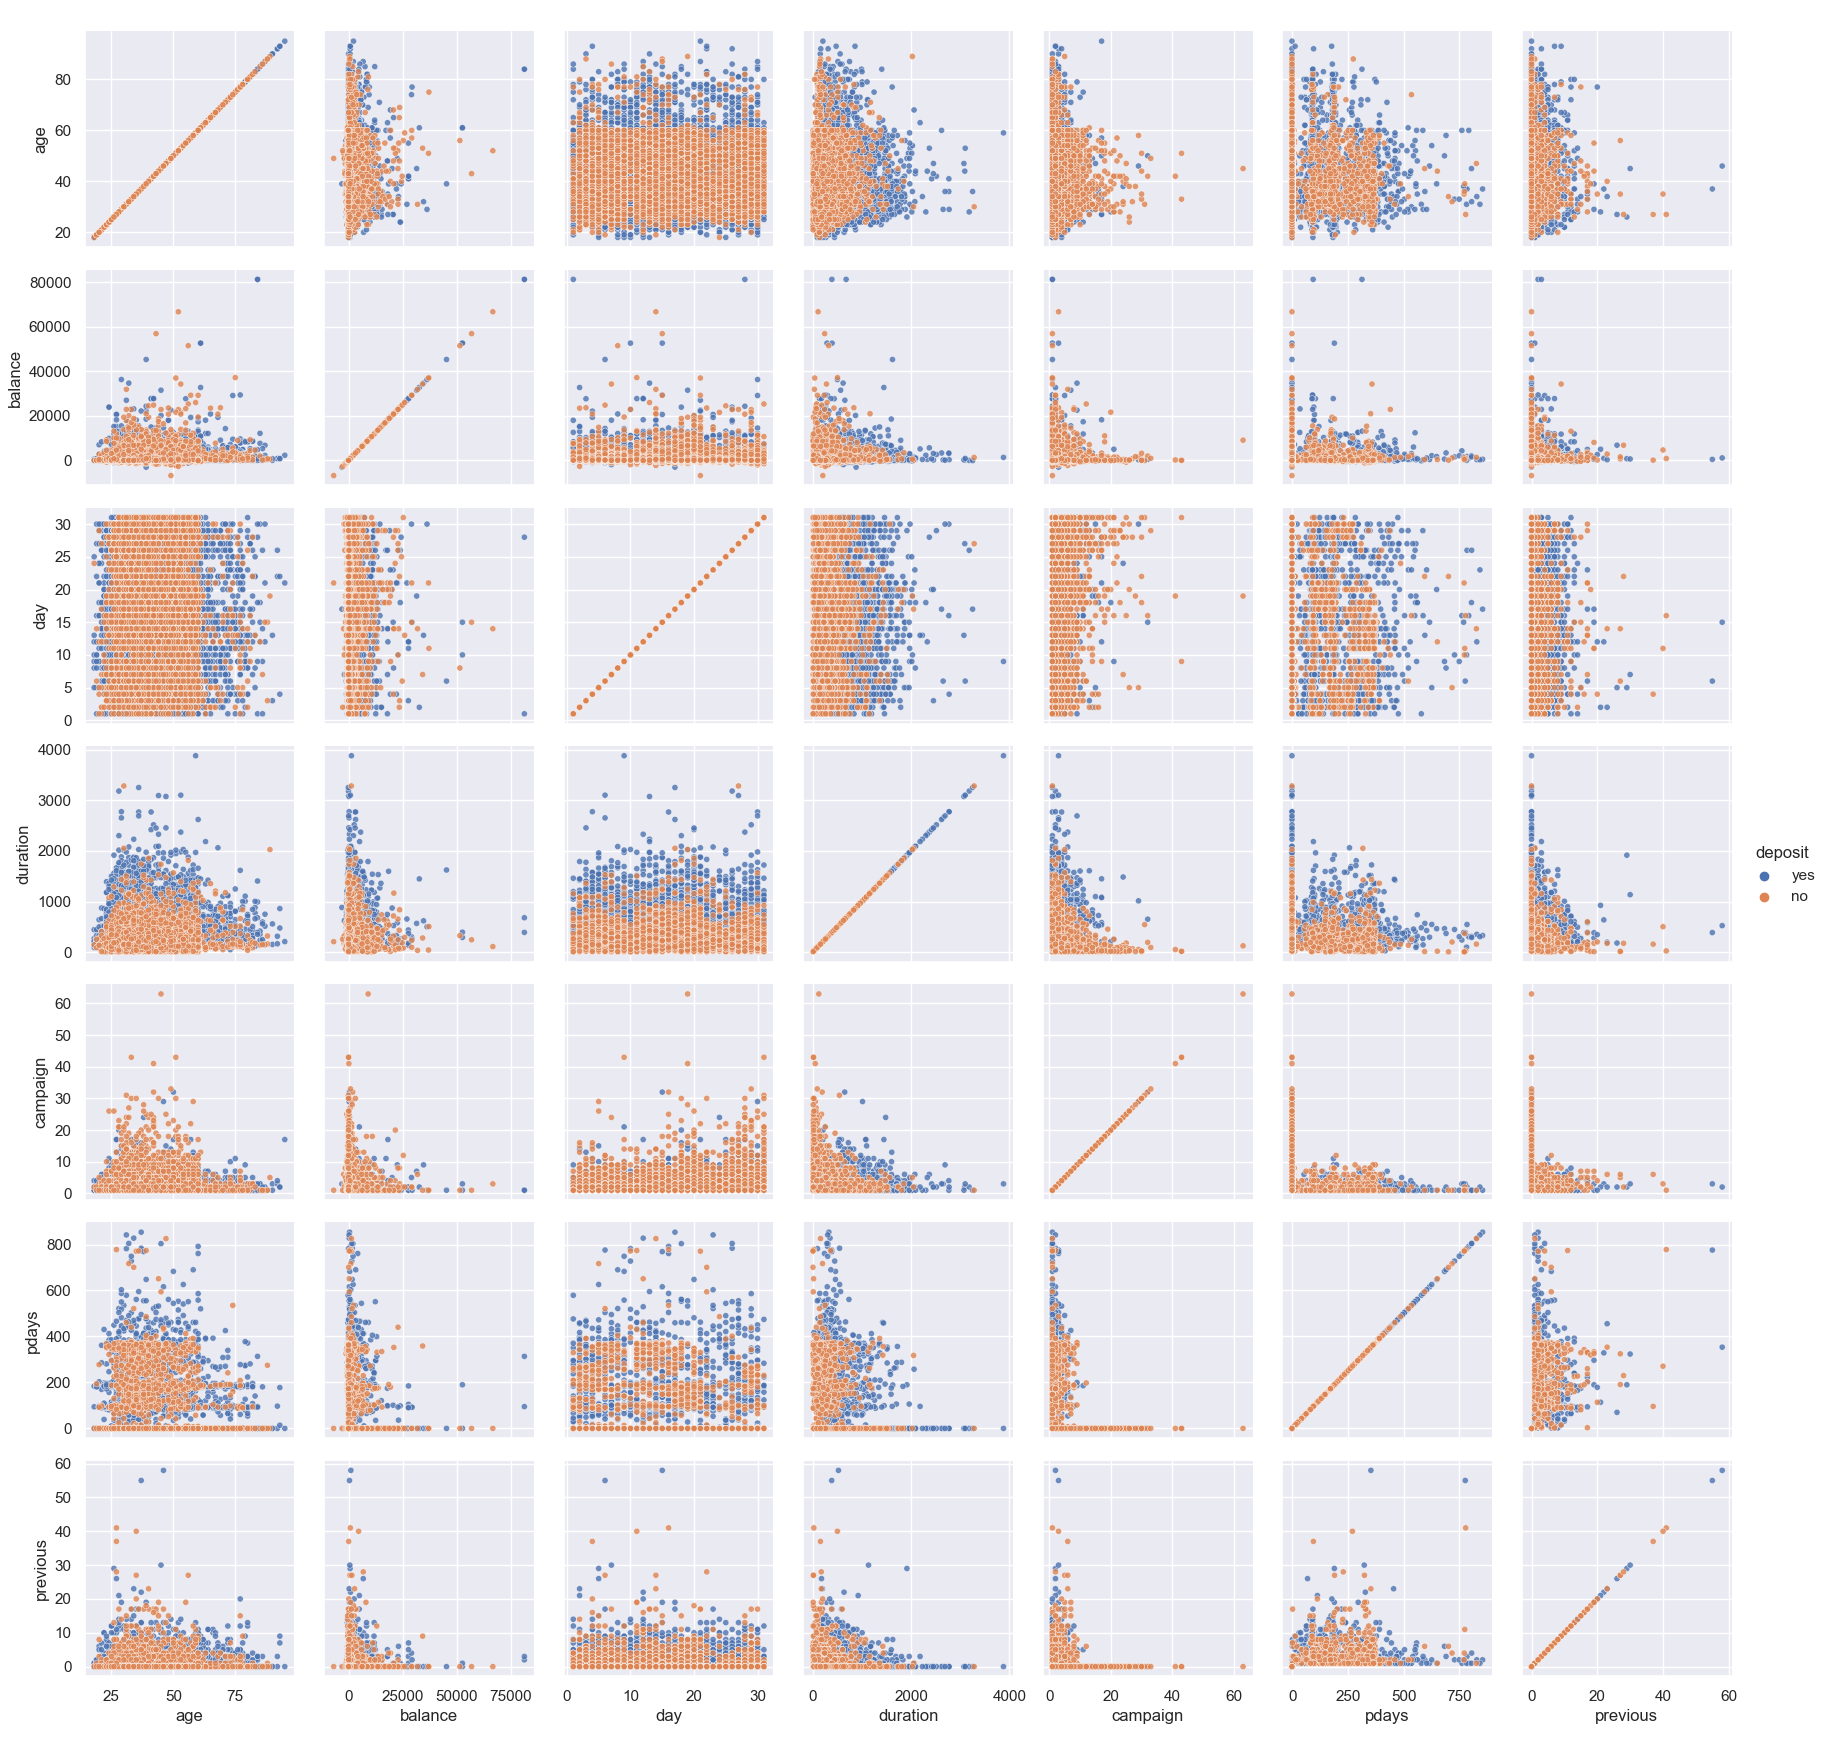 80
60
40
20
age
80000
60000
40000
20000
0
balance
30
25
20
15
10
5
0
day
4000
3000
2000
1000
0
duration
deposit
yes
no
60
50
40
30
20
10
0
campaign
800
600
400
200
0
pdays
60
50
40
30
20
10
0
previous
25 50 75
0 25000 50000 75000
0 10 20 30
0 2000 4000
0 20 40 60
0 250 500 750
0 20 40 60
age balance day duration campaign pdays previous